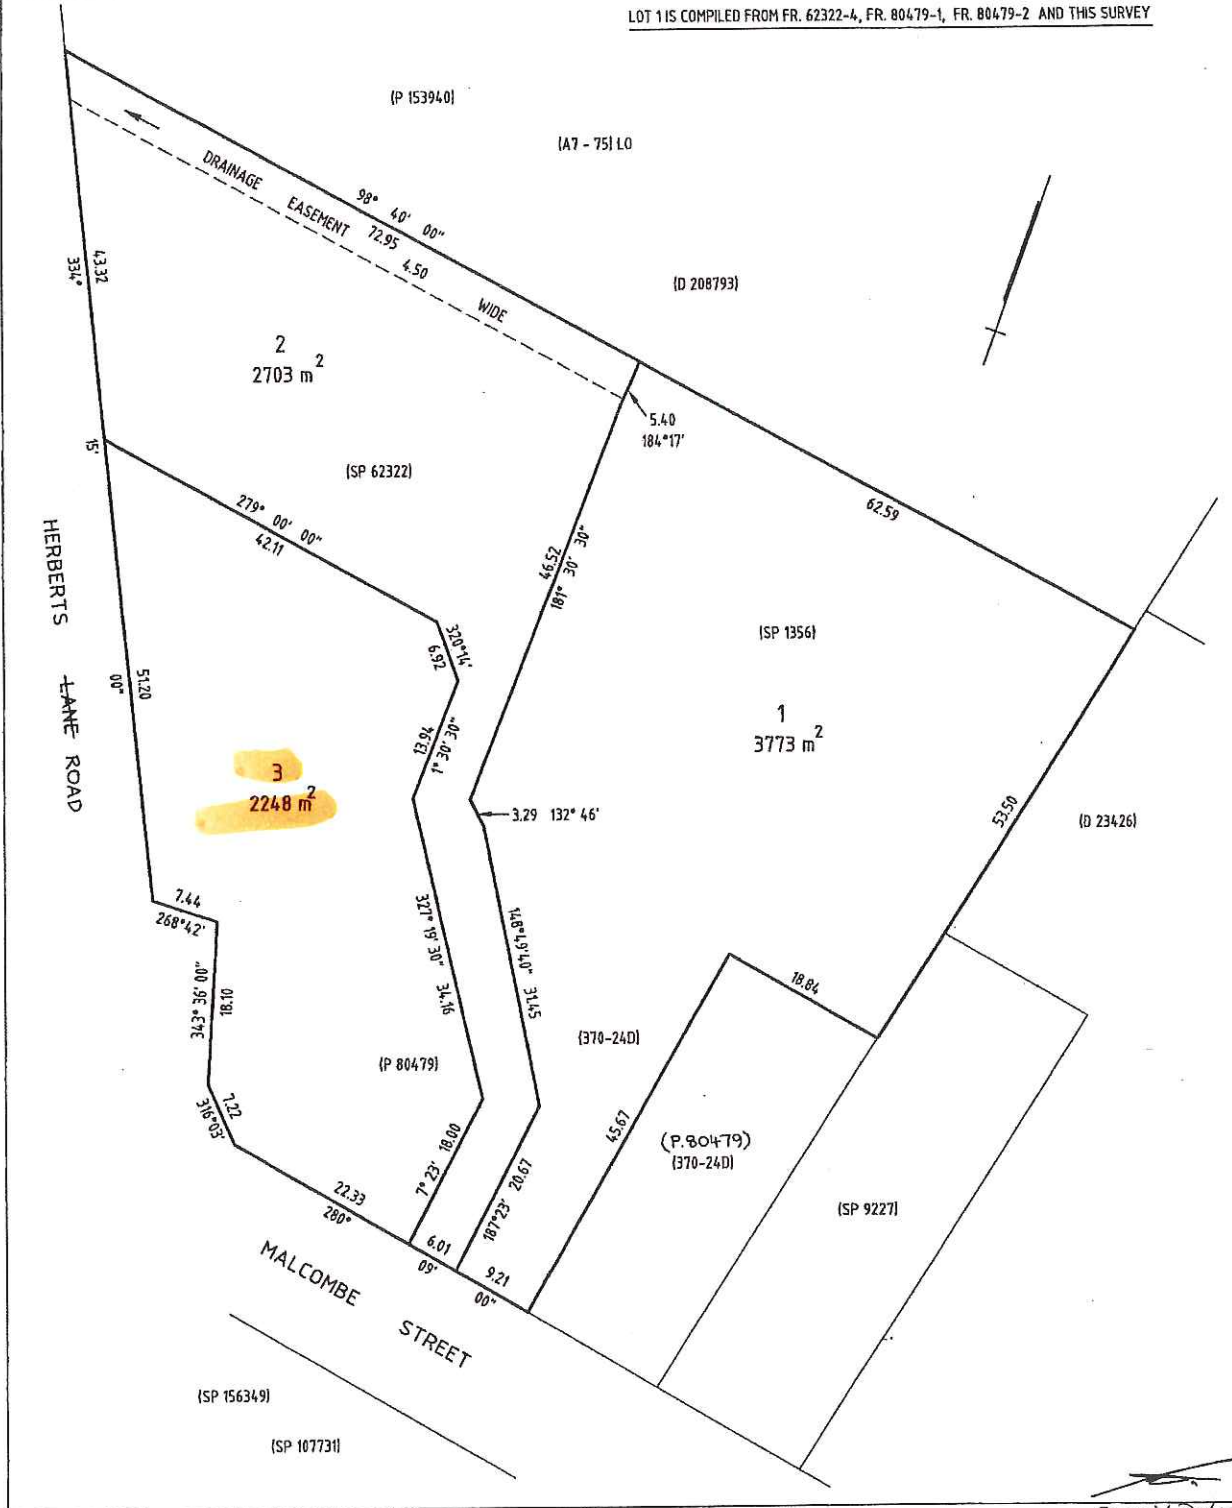 LOT 1 IS COMPILED FROM FR. 62322-4, FR. 80479-1, FR. 80479-2 AND THIS SURVEY
(P 153940)
(A7 - 75) LO
DRAINAGE EASEMENT 4.50 WIDE
98° 40' 00"
72.95
(D 208793)
43.32
334°
2
2703 m²
5.40
184°17'
15'
(SP 62322)
279° 00' 00"
42.11
62.59
46.52
181° 30' 30"
HERBERTS LANE ROAD
51.20
00"
320°14'
6.92
(SP 1356)
1
3773 m²
13.94
1° 30' 30"
3
2248 m²
3.29 132° 46'
53.50
(D 23426)
7.44
268°42'
327° 19' 30" 34.16
148°49'40" 31.45
343° 36' 00"
18.10
18.84
(370-24D)
(P 80479)
7.22
316°03'
45.67
(P.80479)
(370-24D)
7° 23' 18.00
187°23' 20.67
22.33
280°
(SP 9227)
6.01
09'
9.21
00"
MALCOMBE STREET
(SP 156349)
(SP 107731)